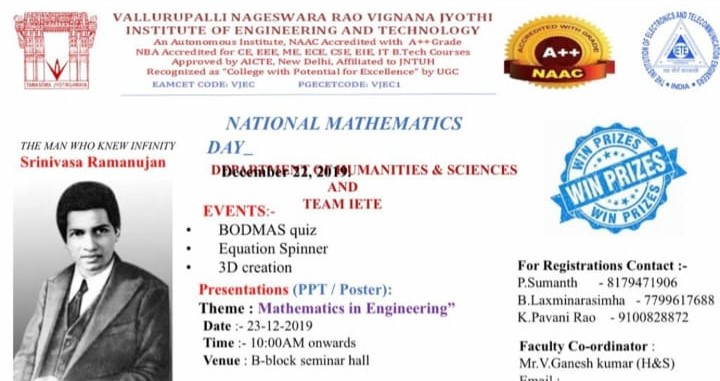 VALLURUPALLI NAGESWARA RAO VIGNANA JYOTHI
INSTITUTE OF ENGINEERING AND TECHNOLOGY
An Autonomous Institute, NAAC Accredited with A++ Grade
NBA Accredited for CE, EEE, ME, ECE, CSE, EIE, IT B.Tech Courses
Approved by AICTE, New Delhi, Affiliated to JNTUH
Recognized as "College with Potential for Excellence" by UGC
EAMCET CODE: VJEC PGECETCODE: VJEC1
TAMASOMA JYOTIRGAMAYA
ACCREDITED WITH GRADE
A++
NAAC
THE INSTITUTION OF ELECTRONICS AND TELECOMMUNICATION ENGINEERS
IETE
INDIA
THE MAN WHO KNEW INFINITY
Srinivasa Ramanujan
NATIONAL MATHEMATICS
DAY_
December 22, 2019.
DEPARTMENT OF HUMANITIES & SCIENCES
AND
TEAM IETE
EVENTS:-
• BODMAS quiz
• Equation Spinner
• 3D creation
Presentations (PPT / Poster):
Theme : Mathematics in Engineering”
Date :- 23-12-2019
Time :- 10:00AM onwards
Venue : B-block seminar hall
WIN PRIZES
WIN PRIZES
WIN PRIZES
For Registrations Contact :-
P.Sumanth - 8179471906
B.Laxminarasimha - 7799617688
K.Pavani Rao - 9100828872
Faculty Co-ordinator :
Mr.V.Ganesh kumar (H&S)
Email :